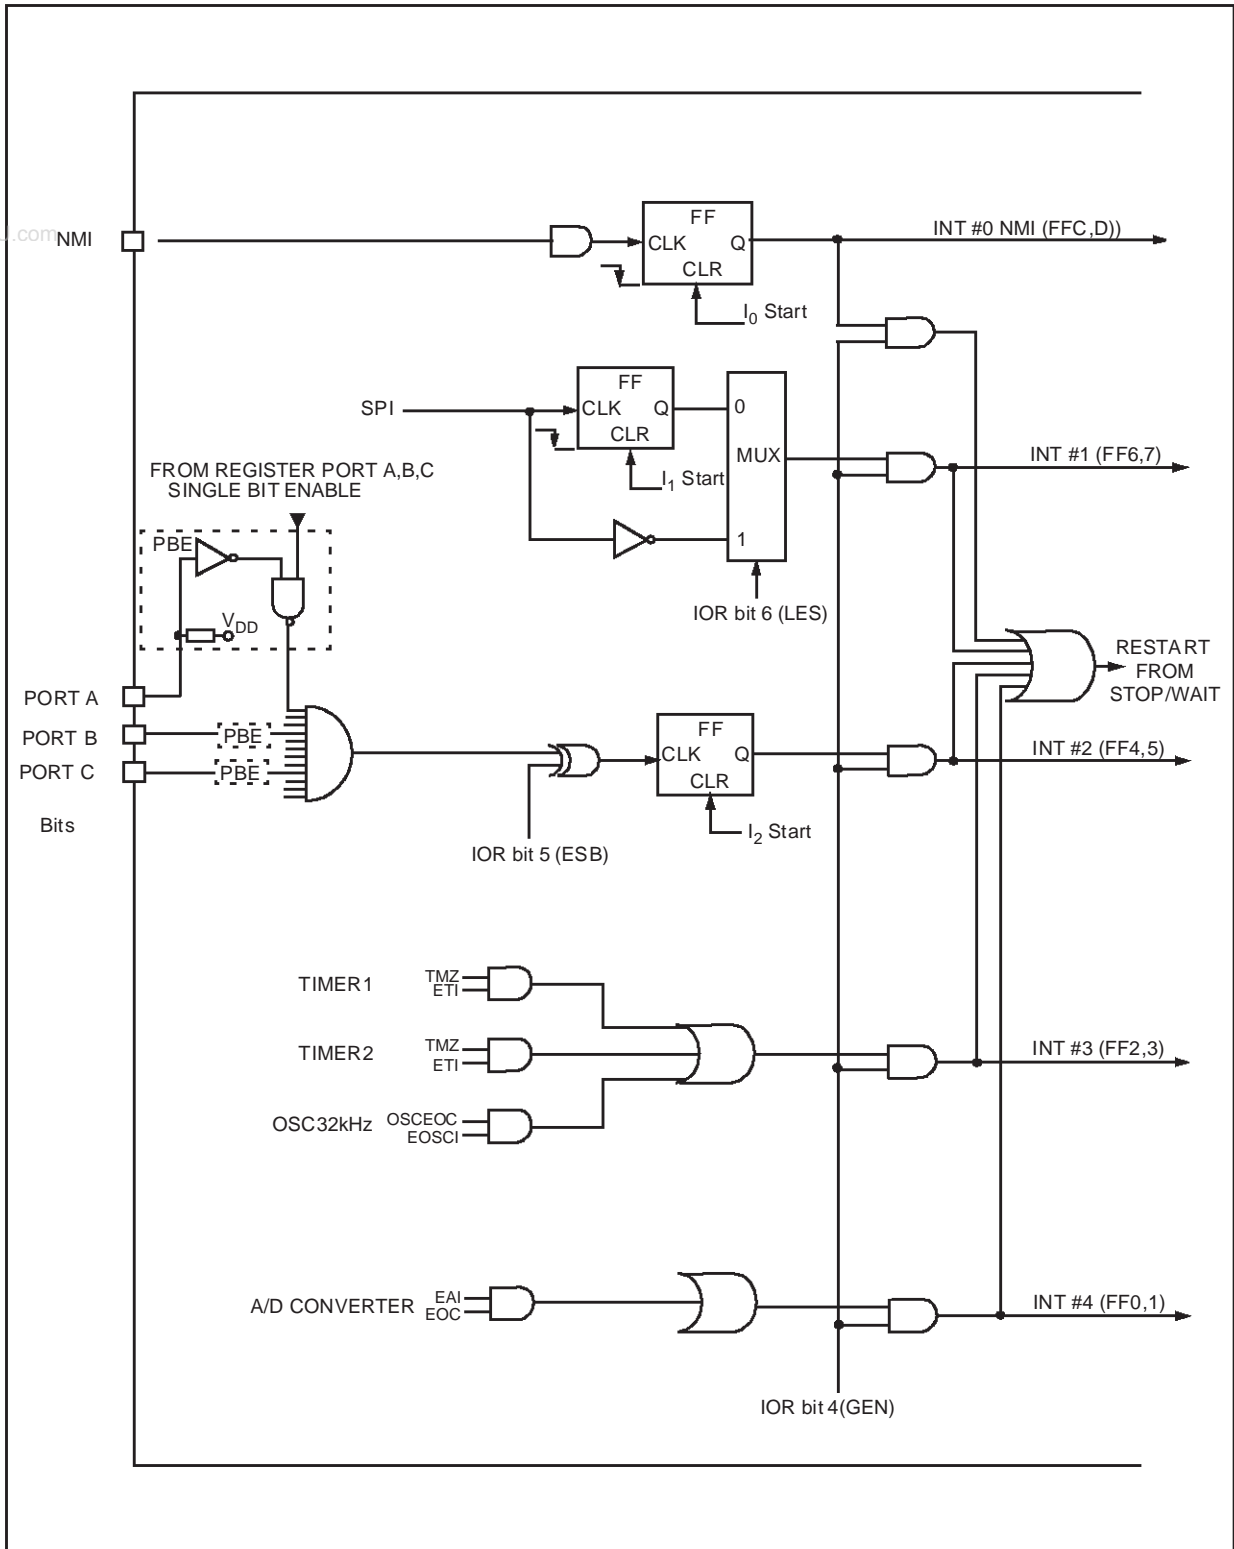 J.com
NMI
FF
CLK Q
CLR
I0 Start
INT #0 NMI (FFC,D))
SPI
FF
CLK Q
CLR
I1 Start
0
MUX
1
IOR bit 6 (LES)
INT #1 (FF6,7)
FROM REGISTER PORT A,B,C
SINGLE BIT ENABLE
PBE
VDD
PORT A
PORT B
PBE
PORT C
PBE
Bits
IOR bit 5 (ESB)
FF
CLK Q
CLR
I2 Start
INT #2 (FF4,5)
RESTART
FROM
STOP/WAIT
TIMER1
TMZ
ETI
TIMER2
TMZ
ETI
OSC32kHz
OSCEOC
EOSCI
INT #3 (FF2,3)
A/D CONVERTER
EAI
EOC
INT #4 (FF0,1)
IOR bit 4(GEN)